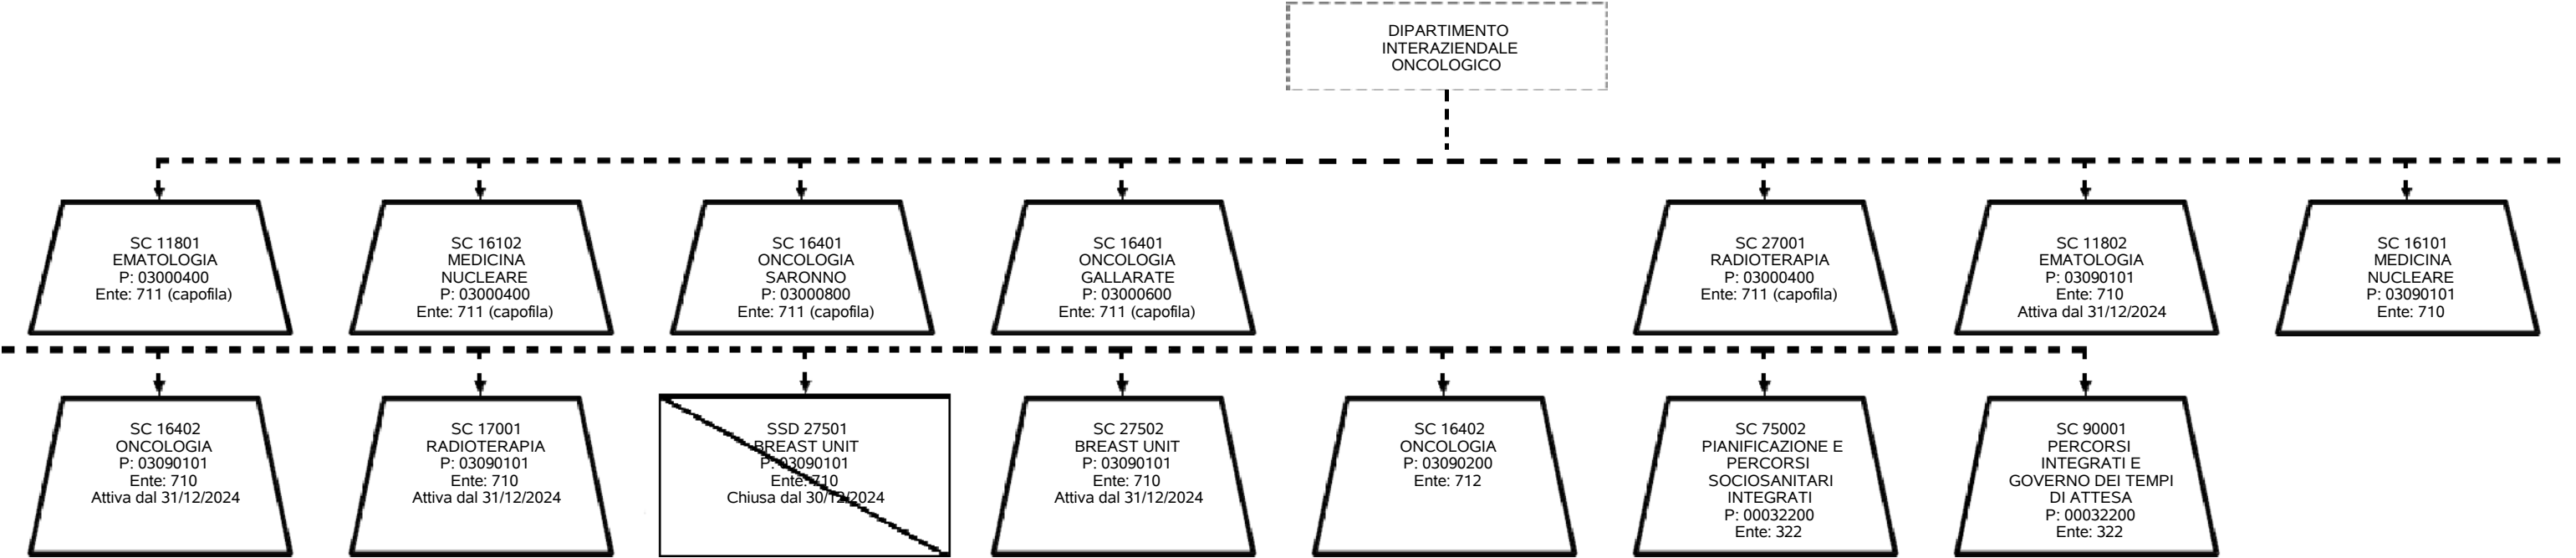 DIPARTIMENTO
INTERAZIENDALE
ONCOLOGICO
SC 11801
EMATOLOGIA
P: 03000400
Ente: 711 (capofila)
SC 16102
MEDICINA
NUCLEARE
P: 03000400
Ente: 711 (capofila)
SC 16401
ONCOLOGIA
SARONNO
P: 03000800
Ente: 711 (capofila)
SC 16401
ONCOLOGIA
GALLARATE
P: 03000600
Ente: 711 (capofila)
SC 27001
RADIOTERAPIA
P: 03000400
Ente: 711 (capofila)
SC 11802
EMATOLOGIA
P: 03090101
Ente: 710
Attiva dal 31/12/2024
SC 16101
MEDICINA
NUCLEARE
P: 03090101
Ente: 710
SC 16402
ONCOLOGIA
P: 03090101
Ente: 710
Attiva dal 31/12/2024
SC 17001
RADIOTERAPIA
P: 03090101
Ente: 710
Attiva dal 31/12/2024
SSD 27501
BREAST UNIT
P: 03090101
Ente: 710
Chiusa dal 30/12/2024
SC 27502
BREAST UNIT
P: 03090101
Ente: 710
Attiva dal 31/12/2024
SC 16402
ONCOLOGIA
P: 03090200
Ente: 712
SC 75002
PIANIFICAZIONE E
PERCORSI
SOCIOSANITARI
INTEGRATI
P: 00032200
Ente: 322
SC 90001
PERCORSI
INTEGRATI E
GOVERNO DEI TEMPI
DI ATTESA
P: 00032200
Ente: 322